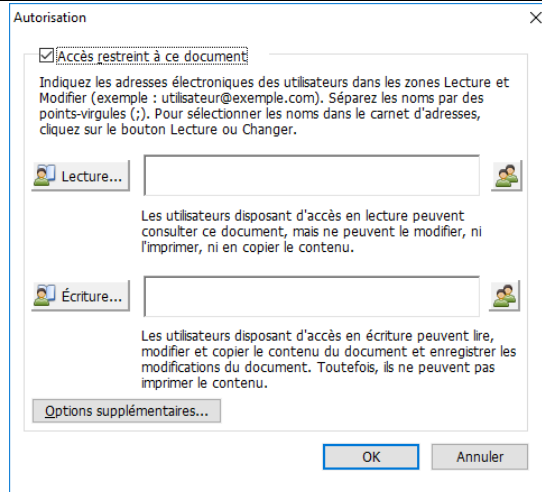 Autorisation
Accès restreint à ce document
Indiquez les adresses électroniques des utilisateurs dans les zones Lecture et
Modifier (exemple : utilisateur@exemple.com). Séparez les noms par des
points-virgules (;). Pour sélectionner les noms dans le carnet d'adresses,
cliquez sur le bouton Lecture ou Changer.
Lecture...
Les utilisateurs disposant d'accès en lecture peuvent
consulter ce document, mais ne peuvent le modifier, ni
l'imprimer, ni en copier le contenu.
Écriture...
Les utilisateurs disposant d'accès en écriture peuvent lire,
modifier et copier le contenu du document et enregistrer les
modifications du document. Toutefois, ils ne peuvent pas
imprimer le contenu.
Options supplémentaires...
OK Annuler